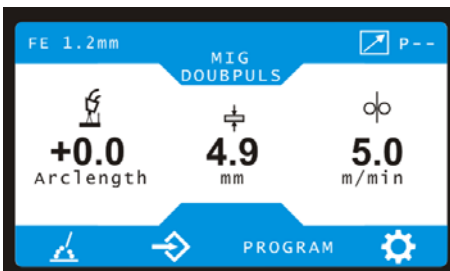 FE 1.2mm
MIG
DOUBPULS
P--
+0.0
Arclength
4.9
mm
5.0
m/min
PROGRAM